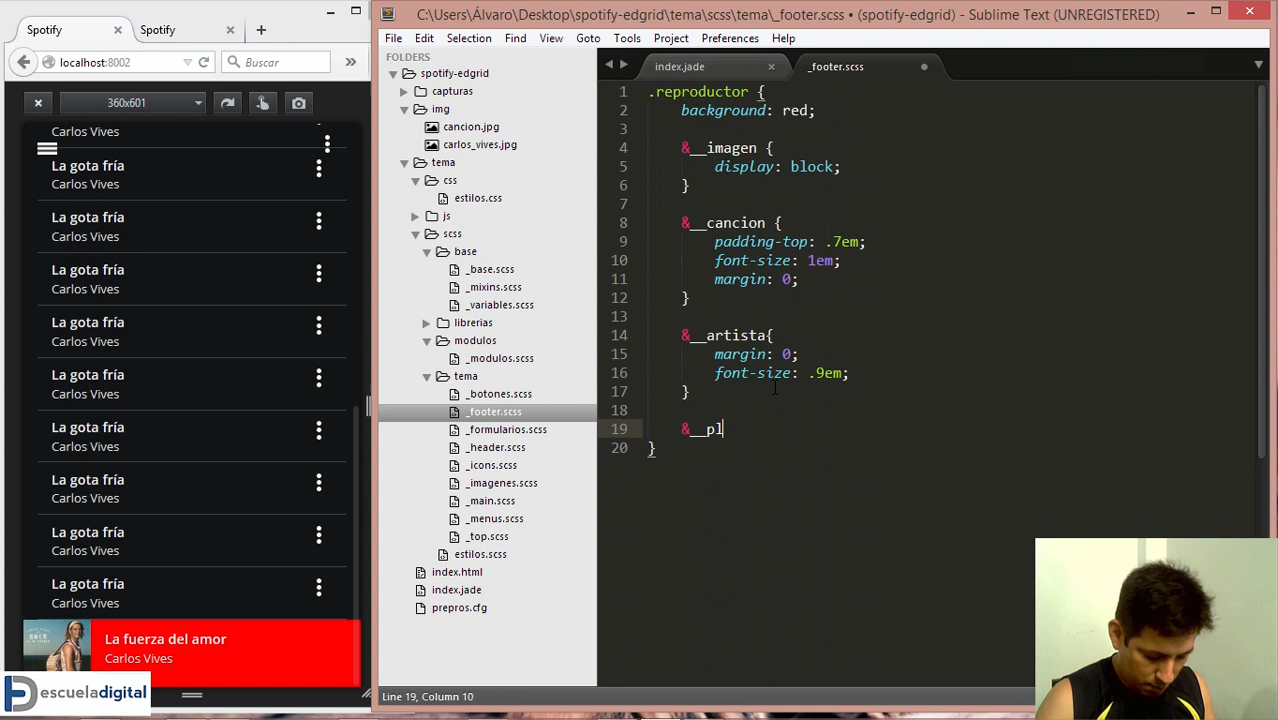 C:\Users\Álvaro\Desktop\spotify-edgrid\tema\scss\tema\_footer.scss • (spotify-edgrid) - Sublime Text (UNREGISTERED)
Spotify
Spotify
localhost:8002
Buscar
360x601
File Edit Selection Find View Goto Tools Project Preferences Help
FOLDERS
spotify-edgrid
capturas
img
cancion.jpg
carlos_vives.jpg
tema
css
estilos.css
js
scss
base
_base.scss
_mixins.scss
_variables.scss
librerias
modulos
_modulos.scss
tema
_botones.scss
_footer.scss
_formularios.scss
_header.scss
_icons.scss
_imagenes.scss
_main.scss
_menus.scss
_top.scss
estilos.scss
index.html
index.jade
prepros.cfg
index.jade
_footer.scss
1 .reproductor {
2 background: red;
3
4 &__imagen {
5 display: block;
6 }
7
8 &__cancion {
9 padding-top: .7em;
10 font-size: 1em;
11 margin: 0;
12 }
13
14 &__artista{
15 margin: 0;
16 font-size: .9em;
17 }
18
19 &__pl
20 }
Carlos Vives
La gota fría
Carlos Vives
La gota fría
Carlos Vives
La gota fría
Carlos Vives
La gota fría
Carlos Vives
La gota fría
Carlos Vives
La gota fría
Carlos Vives
La gota fría
Carlos Vives
La gota fría
Carlos Vives
La gota fría
Carlos Vives
La fuerza del amor
Carlos Vives
escueladigital
Line 19, Column 10